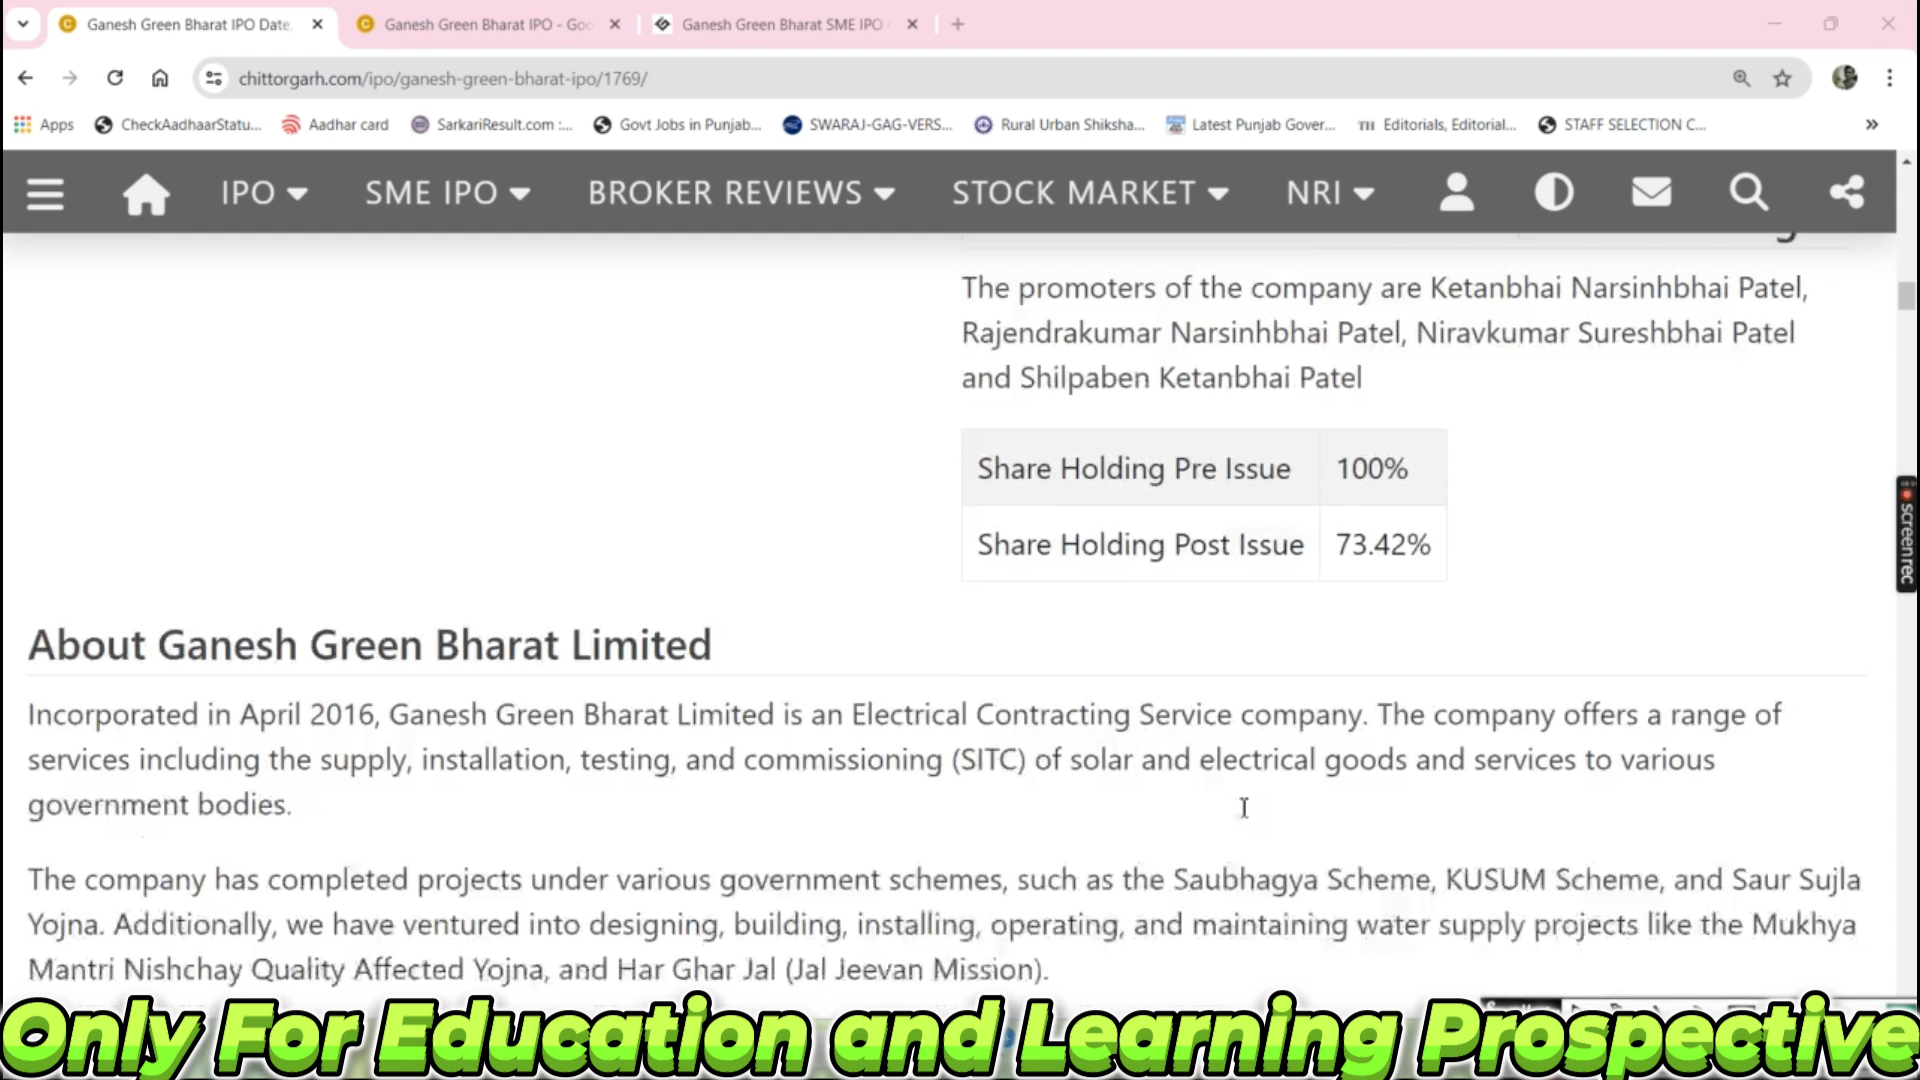 Ganesh Green Bharat IPO Date
Ganesh Green Bharat IPO - Goo
Ganesh Green Bharat SME IPO
chittorgarh.com/ipo/ganesh-green-bharat-ipo/1769/
Apps
CheckAadhaarStatu...
Aadhar card
SarkariResult.com :...
Govt Jobs in Punjab...
SWARAJ-GAG-VERS...
Rural Urban Shiksha...
Latest Punjab Gover...
TH Editorials, Editorial...
STAFF SELECTION C...
IPO
SME IPO
BROKER REVIEWS
STOCK MARKET
NRI
The promoters of the company are Ketanbhai Narsinhbhai Patel,
Rajendrakumar Narsinhbhai Patel, Niravkumar Sureshbhai Patel
and Shilpaben Ketanbhai Patel
Share Holding Pre Issue 100%
Share Holding Post Issue 73.42%
screenrec
About Ganesh Green Bharat Limited
Incorporated in April 2016, Ganesh Green Bharat Limited is an Electrical Contracting Service company. The company offers a range of
services including the supply, installation, testing, and commissioning (SITC) of solar and electrical goods and services to various
government bodies.
The company has completed projects under various government schemes, such as the Saubhagya Scheme, KUSUM Scheme, and Saur Sujla
Yojna. Additionally, we have ventured into designing, building, installing, operating, and maintaining water supply projects like the Mukhya
Mantri Nishchay Quality Affected Yojna, and Har Ghar Jal (Jal Jeevan Mission).
Only For Education and Learning Prospective